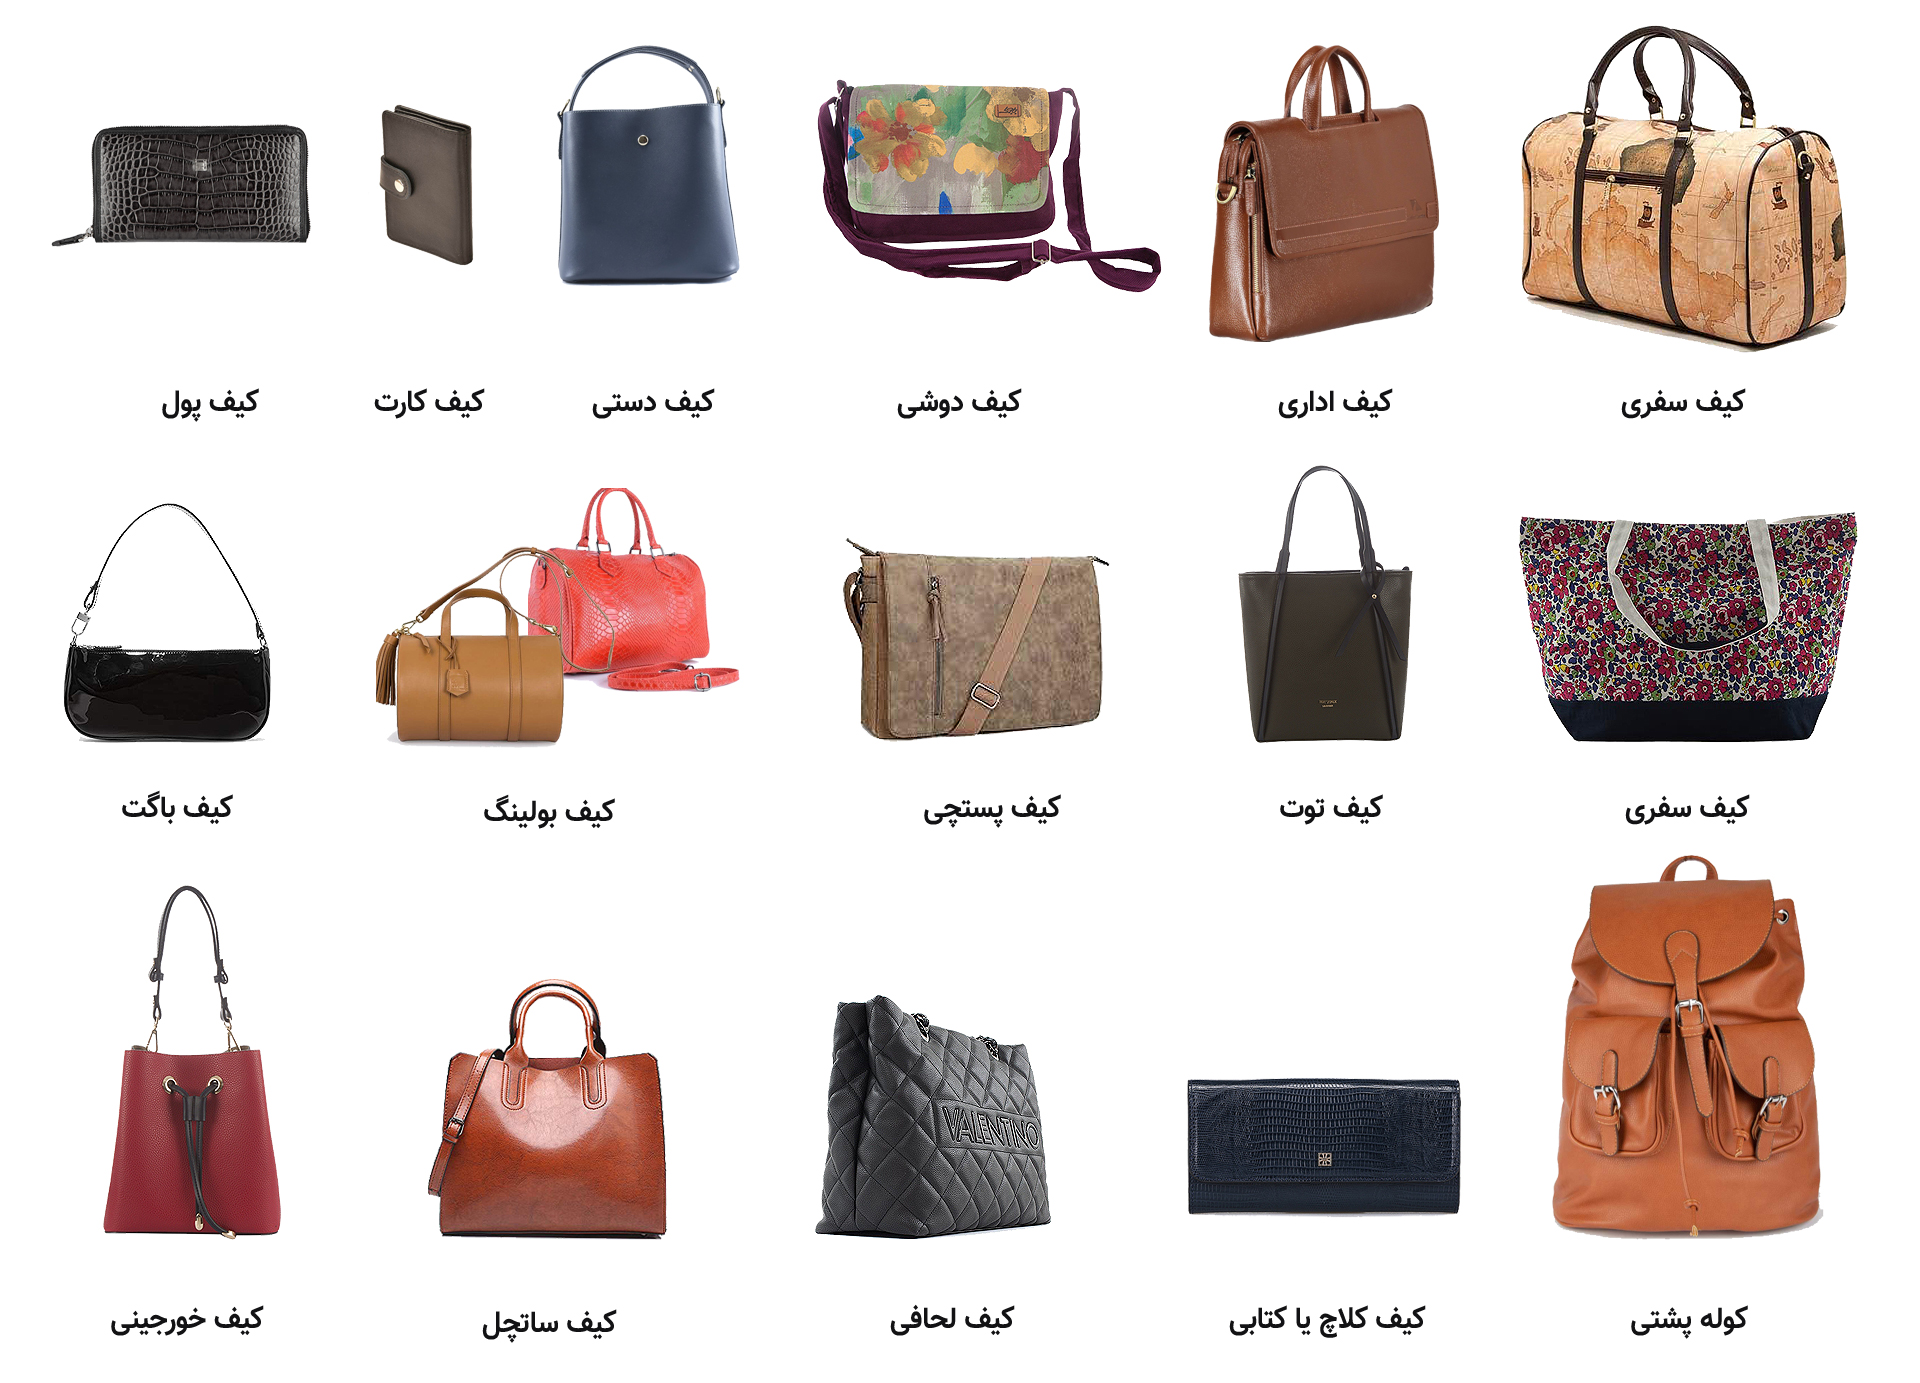 کیف سفری
کیف اداری
کیف دوشی
کیف دستی
کیف کارت
کیف پول
کیف سفری
کیف توت
کیف پستچی
کیف بولینگ
کیف باگت
VALENTINO
کوله پشتی
کیف کلاچ یا کتابی
کیف لحافی
کیف ساتچل
کیف خورجینی